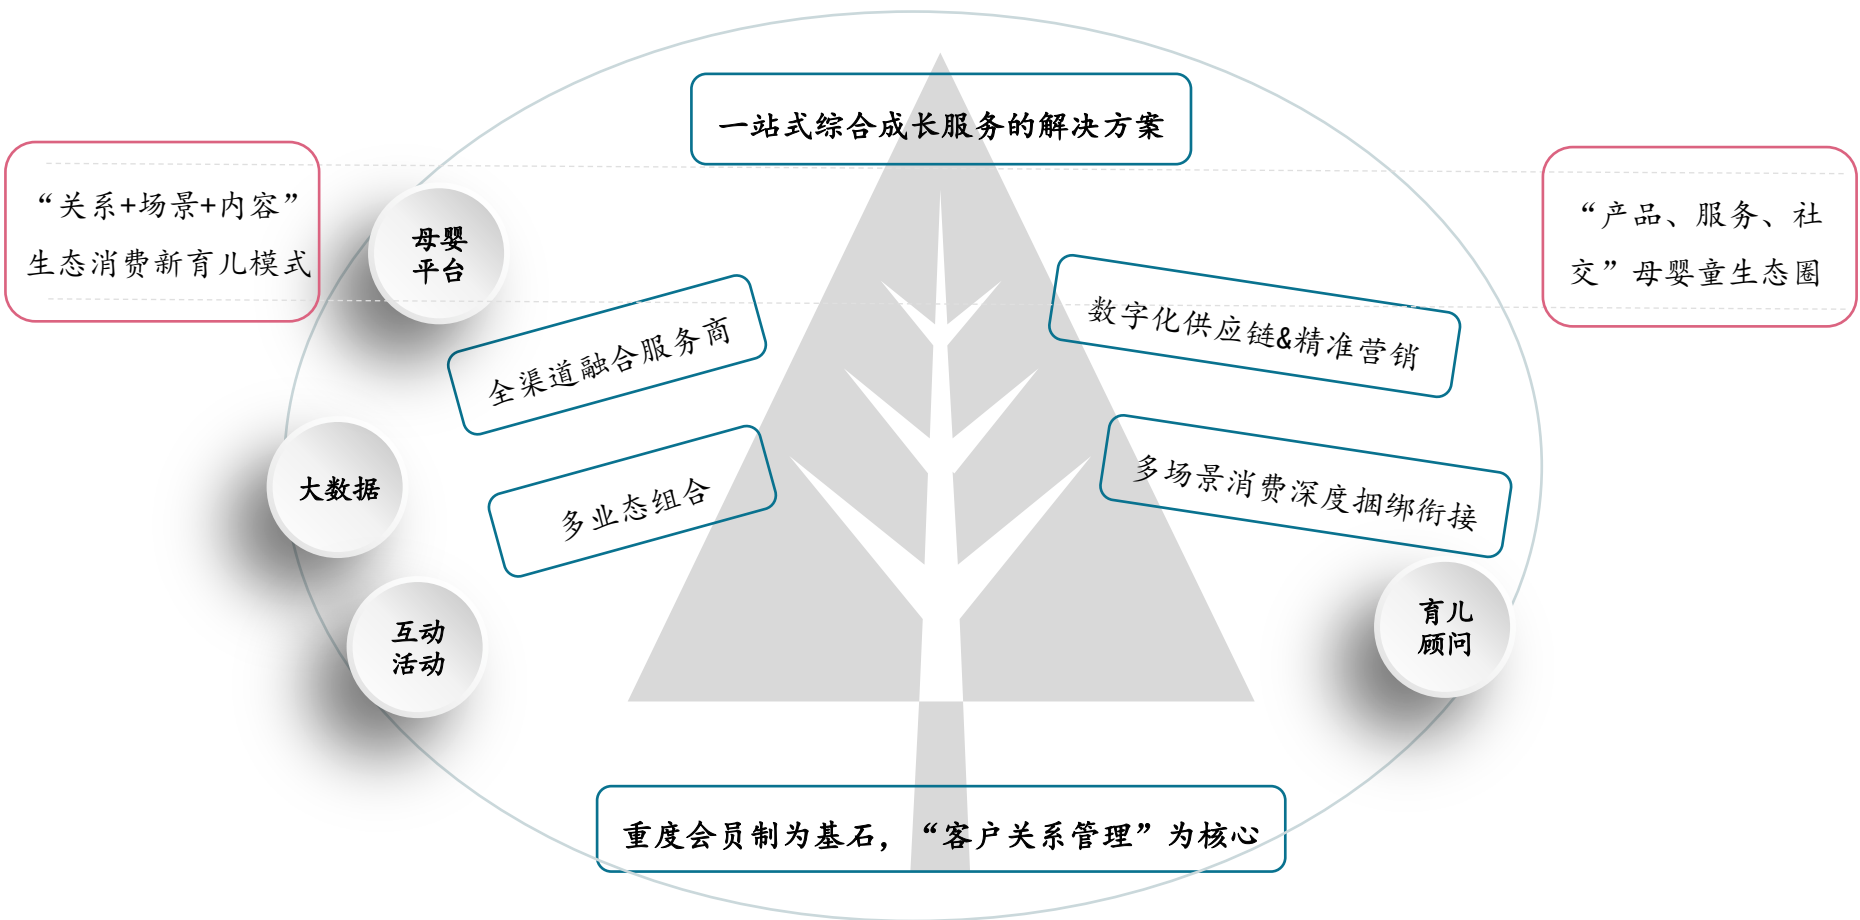 一站式综合成长服务的解决方案
“关系+场景+内容”
生态消费新育儿模式
“产品、服务、社
交”母婴童生态圈
母婴
平台
全渠道融合服务商
数字化供应链&精准营销
大数据
多业态组合
多场景消费深度捆绑衔接
互动
活动
育儿
顾问
重度会员制为基石，“客户关系管理”为核心